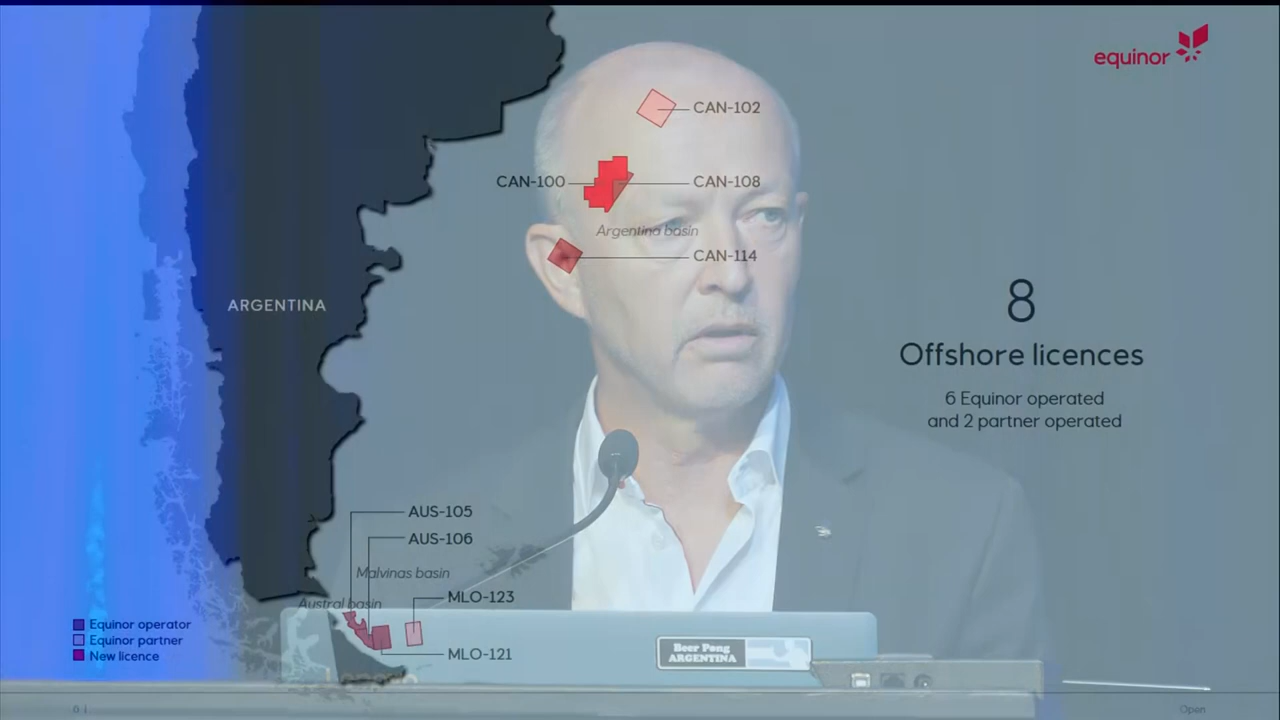 equinor
CAN-102
CAN-100
CAN-108
Argentina basin
CAN-114
ARGENTINA
8
Offshore licences
6 Equinor operated
and 2 partner operated
AUS-105
AUS-106
Malvinas basin
Austral basin
MLO-123
MLO-121
Equinor operator
Equinor partner
New licence
Beer Pong
ARGENTINA
0 |
Open